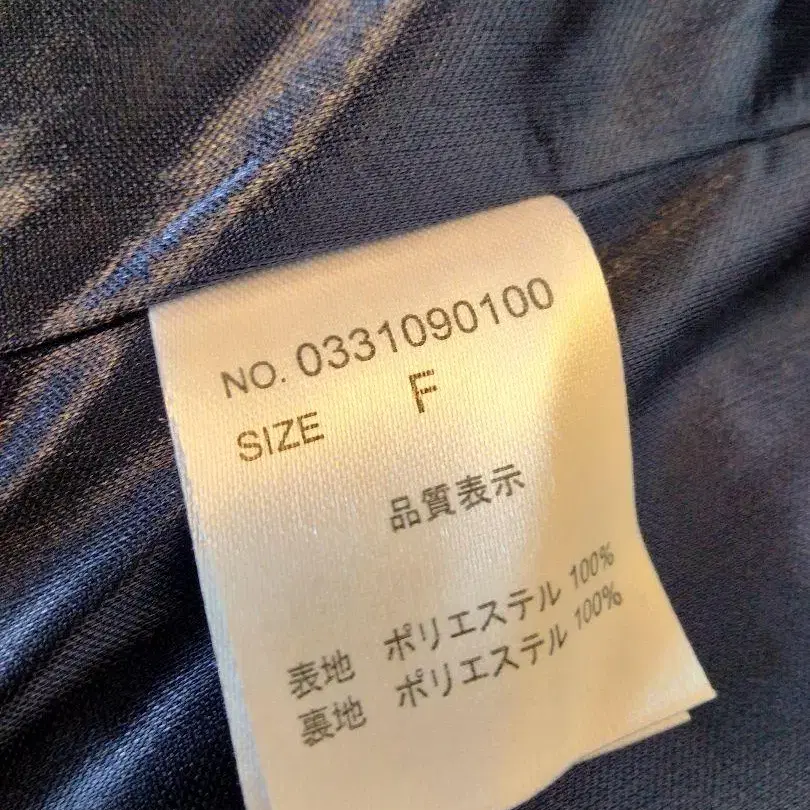 NO. 0331090100
SIZE F
品質表示
表地 ポリエステル 100%
裏地 ポリエステル 100%